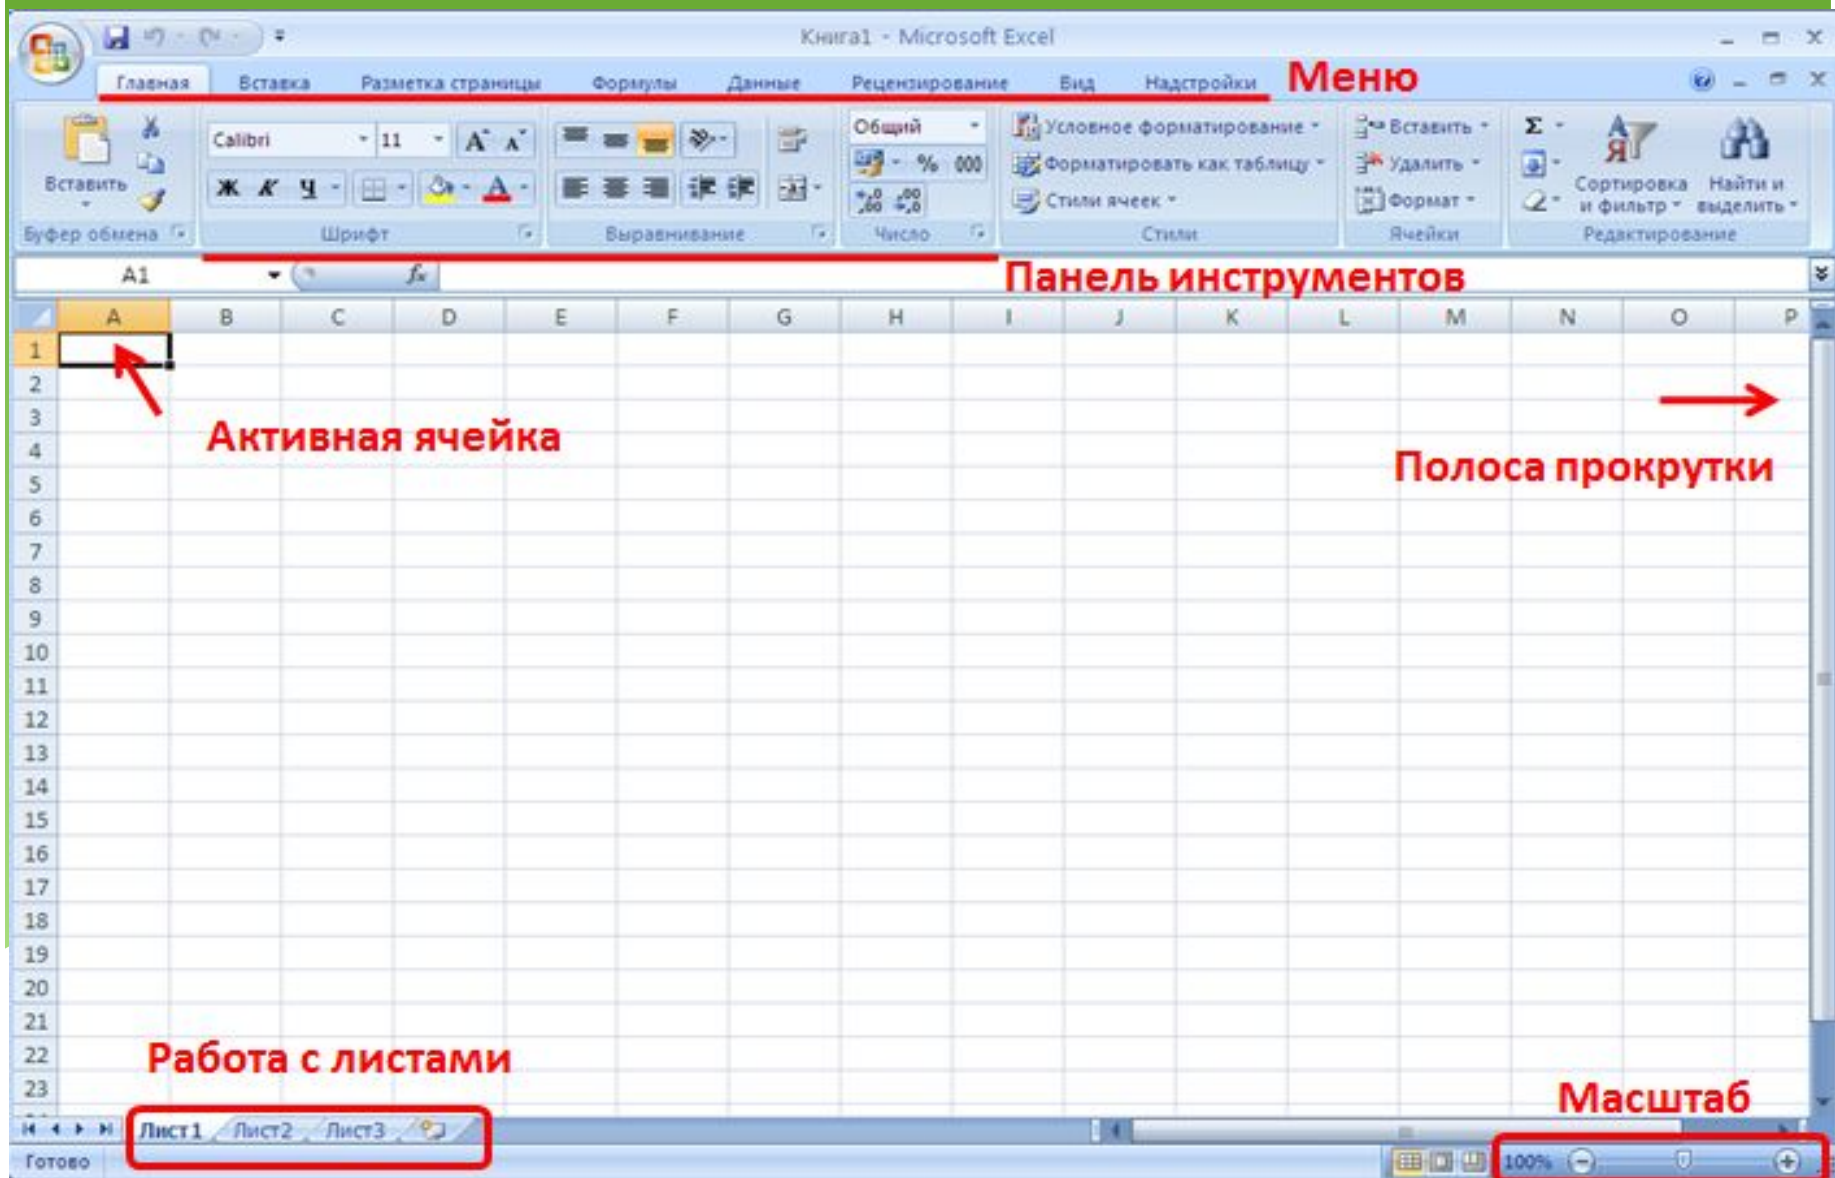 Книга1 - Microsoft Excel
Главная Вставка Разметка страницы Формулы Данные Рецензирование Вид Надстройки Меню
Calibri 11 A A Общий Условное форматирование Вставить Σ
% 000 Форматировать как таблицу Удалить
Вставить Ж К Ч A Стили ячеек Формат Сортировка и фильтр Найти и выделить
Буфер обмена Шрифт Выравнивание Число Стили Ячейки Редактирование
A1 fx Панель инструментов
A B C D E F G H I J K L M N O P
1
2
3
Активная ячейка
4
Полоса прокрутки
5
6
7
8
9
10
11
12
13
14
15
16
17
18
19
20
21
22
Работа с листами
23
Масштаб
Лист1 Лист2 Лист3
Готово 100%